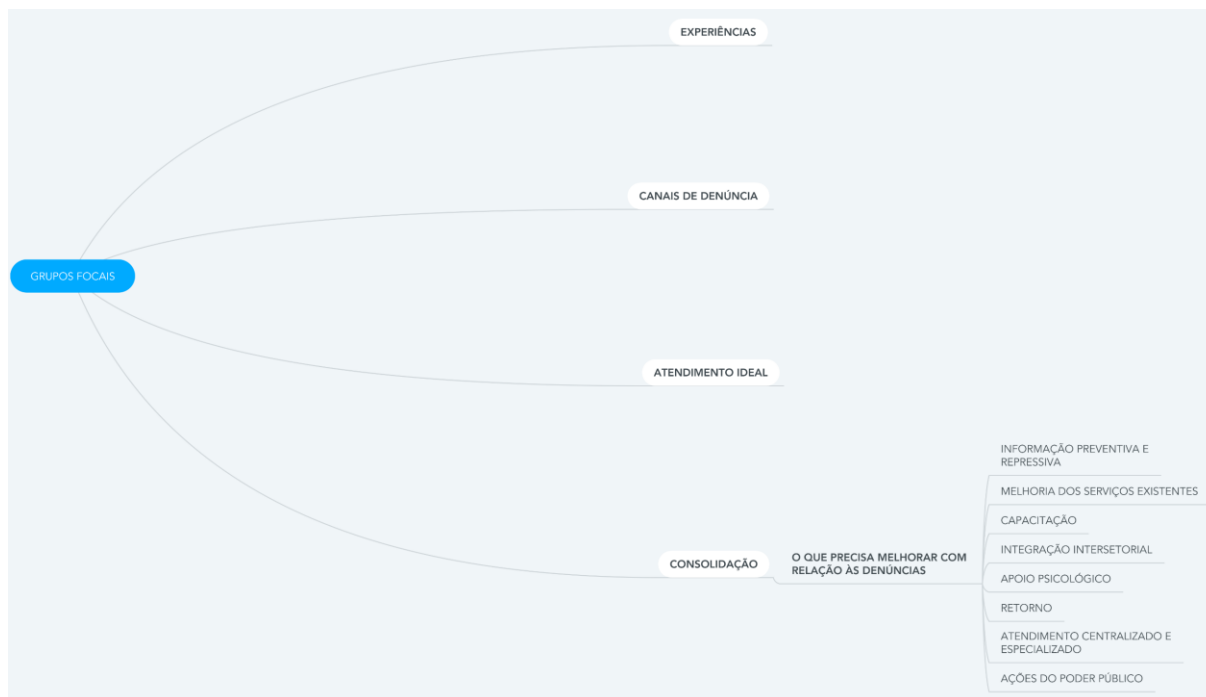 EXPERIÊNCIAS
CANAIS DE DENÚNCIA
GRUPOS FOCAIS
ATENDIMENTO IDEAL
CONSOLIDAÇÃO
O QUE PRECISA MELHORAR COM
RELAÇÃO ÀS DENÚNCIAS
INFORMAÇÃO PREVENTIVA E
REPRESSIVA
MELHORIA DOS SERVIÇOS EXISTENTES
CAPACITAÇÃO
INTEGRAÇÃO INTERSETORIAL
APOIO PSICOLÓGICO
RETORNO
ATENDIMENTO CENTRALIZADO E
ESPECIALIZADO
AÇÕES DO PODER PÚBLICO